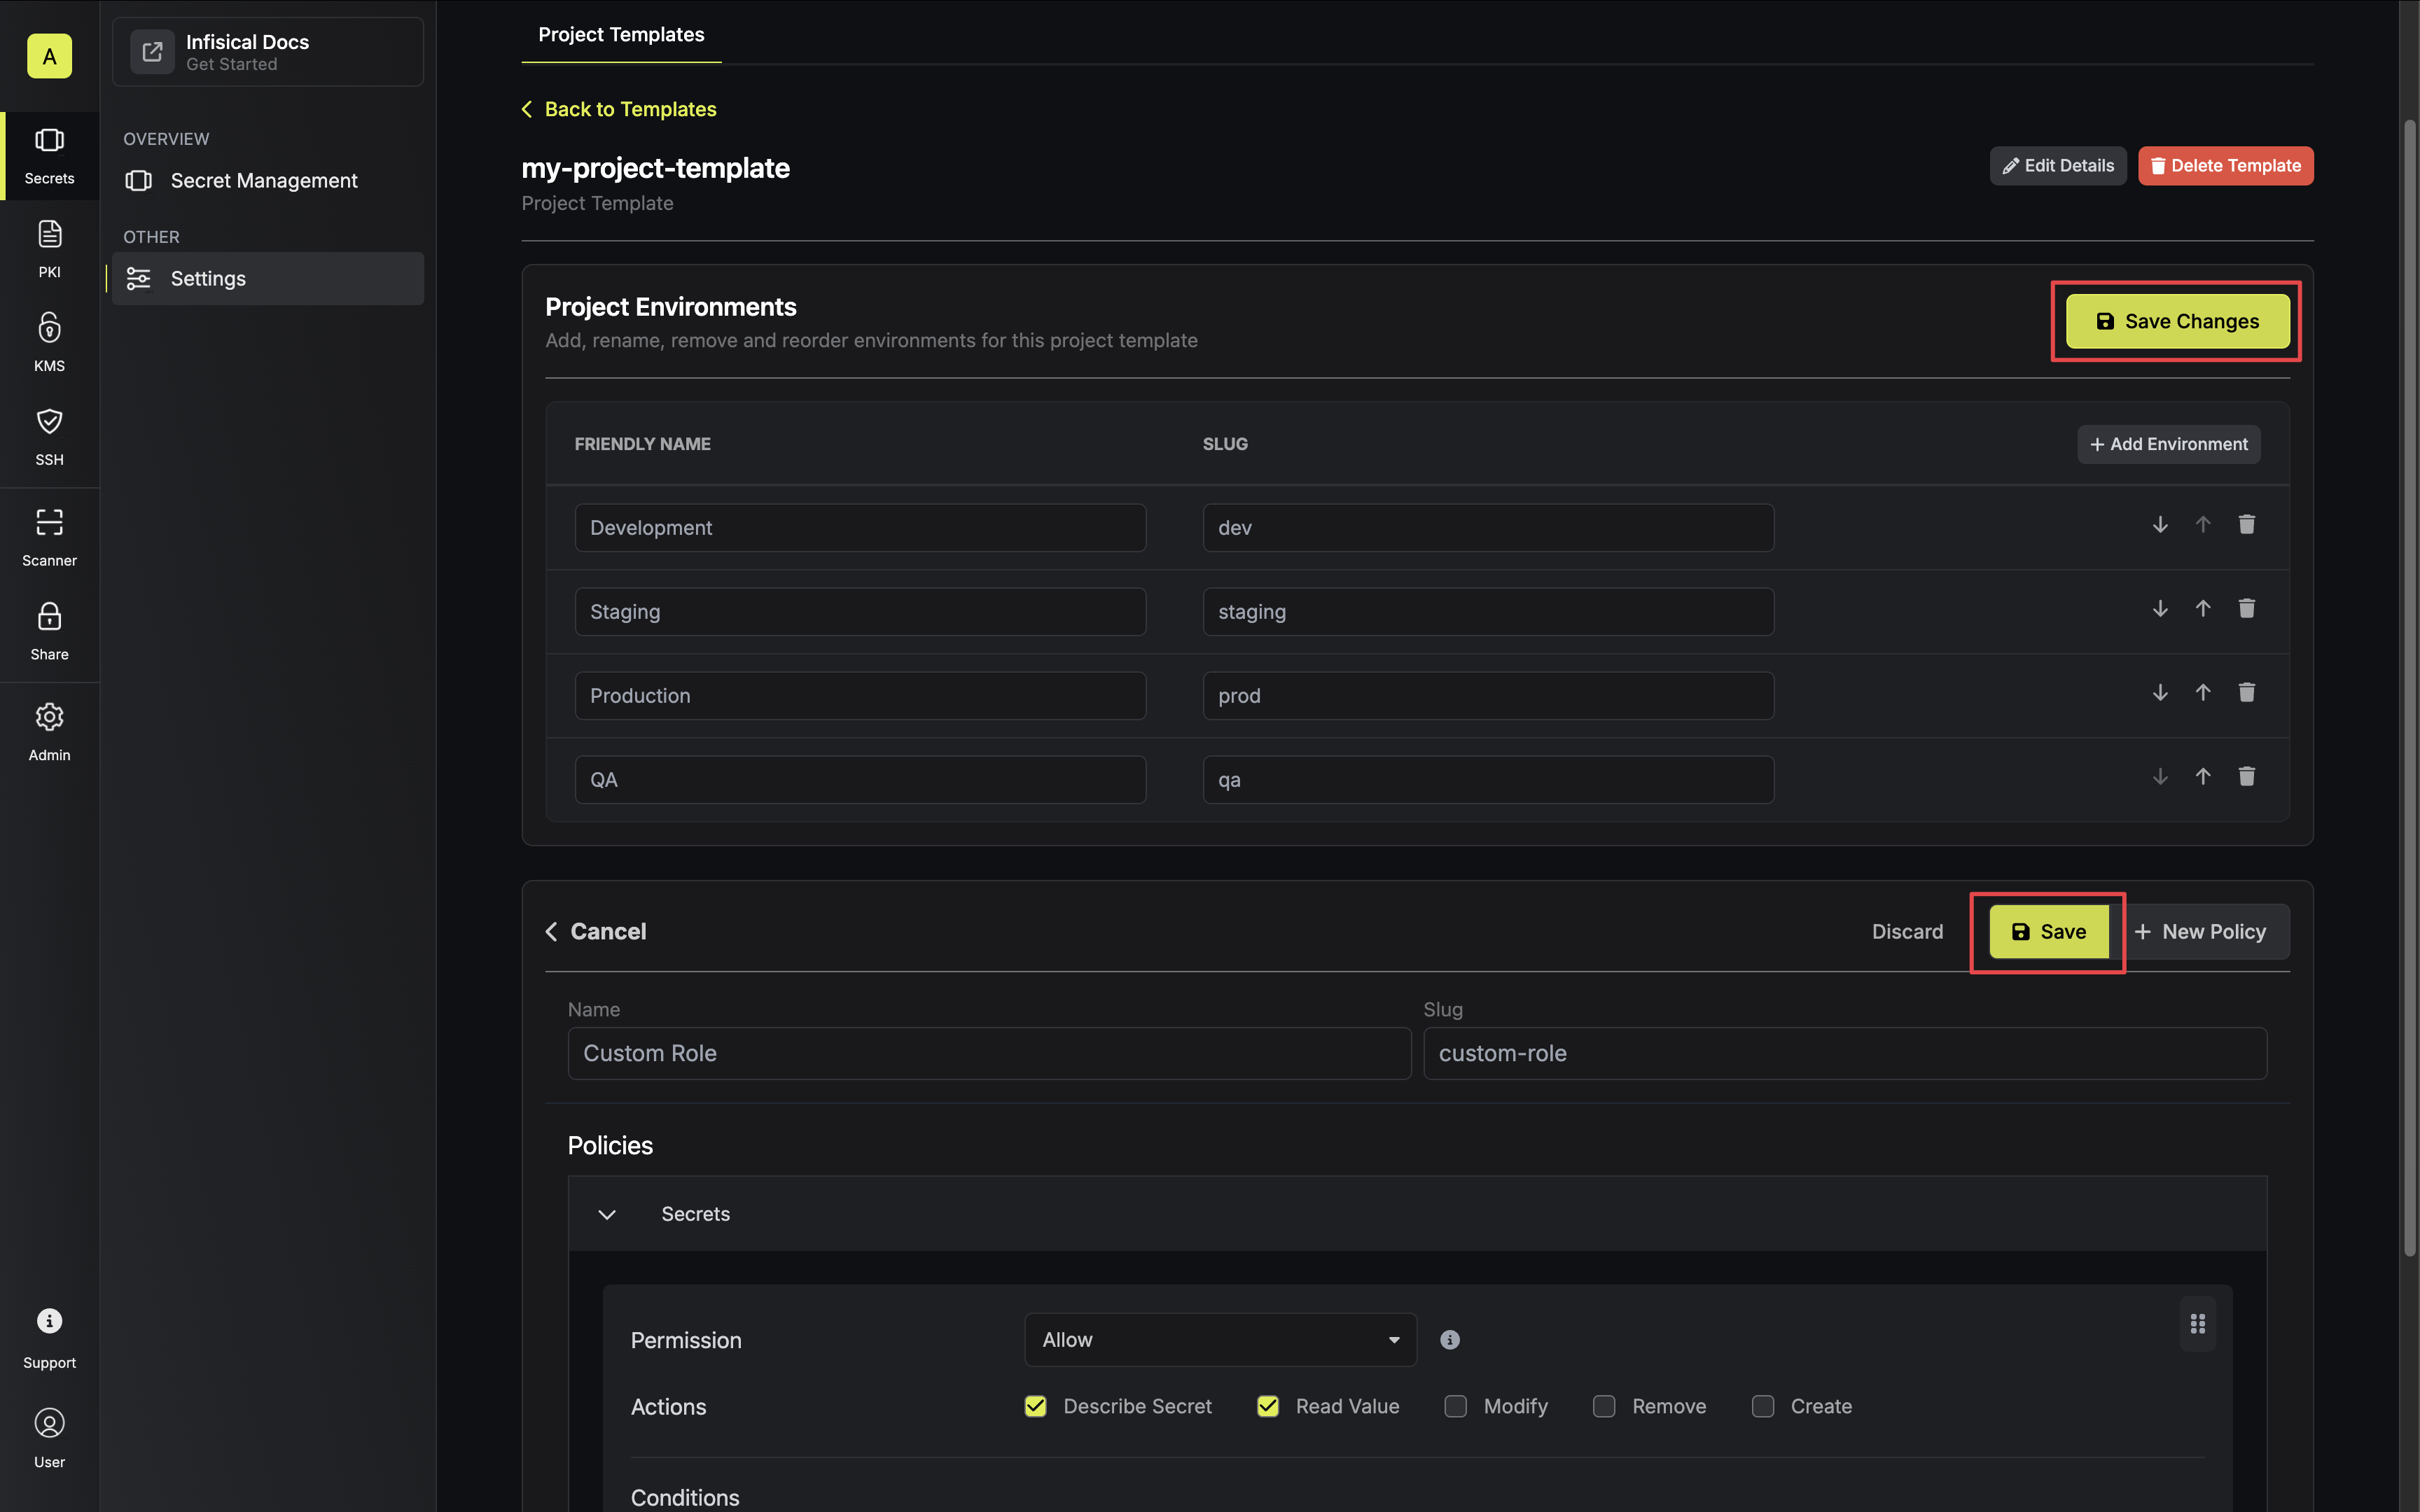 A
Secrets
PKI
KMS
SSH
Scanner
Share
Admin
Support
User
Infisical Docs
Get Started
OVERVIEW
Secret Management
OTHER
Settings
Project Templates
Back to Templates
my-project-template
Project Template
Edit Details
Delete Template
Project Environments
Add, rename, remove and reorder environments for this project template
Save Changes
FRIENDLY NAME SLUG Add Environment
Development dev
Staging staging
Production prod
QA qa
Cancel Discard Save New Policy
Name Slug
Custom Role custom-role
Policies
Secrets
Permission Allow
Actions Describe Secret Read Value Modify Remove Create
Conditions